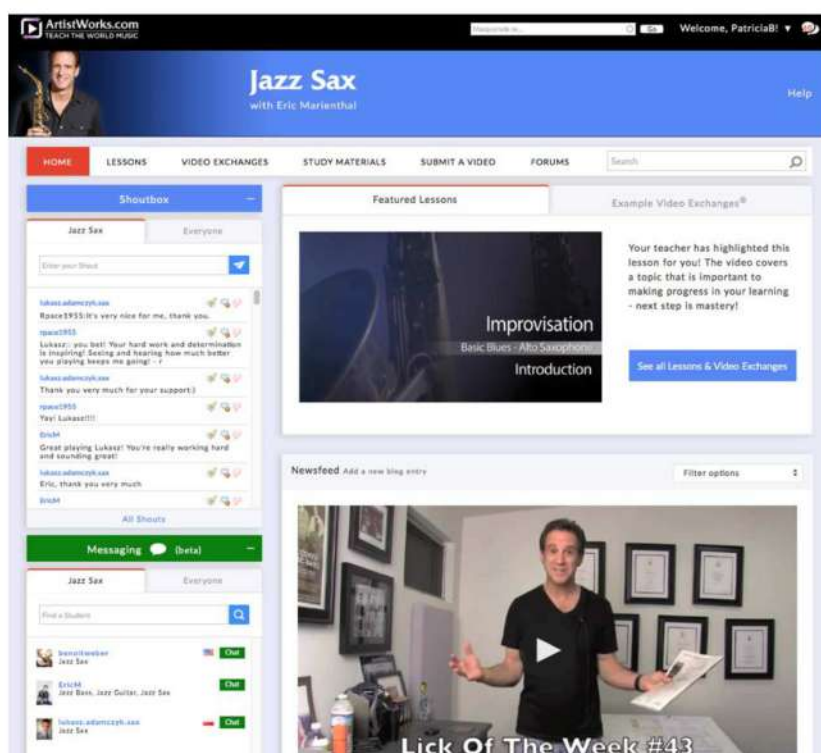 ArtistWorks.com
TEACH THE WORLD MUSIC
Go
Welcome, PatriciaB!
Jazz Sax
with Eric Marienthal
Help
HOME
LESSONS
VIDEO EXCHANGES
STUDY MATERIALS
SUBMIT A VIDEO
FORUMS
Search
Shoutbox
Jazz Sax
Everyone
Enter your Shout
lukasz.adamczyk.sax
Rpace1955:It's very nice for me, thank you.
rpace1955
Lukasz:: you bet! Your hard work and determination
is inspiring! Seeing and hearing how much better
you playing keeps me going! - r
lukasz.adamczyk.sax
Thank you very much for your support:)
rpace1955
Yay! Lukasz!!!!
EricM
Great playing Lukasz! You're really working hard
and sounding great!
lukasz.adamczyk.sax
Eric, thank you very much
EricM
All Shouts
Messaging (beta)
Jazz Sax
Everyone
Find a Student
benoitweber
Jazz Sax
Chat
EricM
Jazz Bass, Jazz Guitar, Jazz Sax
Chat
lukasz.adamczyk.sax
Jazz Sax
Chat
Featured Lessons
Example Video Exchanges®
Improvisation
Basic Blues - Alto Saxophone
Introduction
Your teacher has highlighted this
lesson for you! The video covers
a topic that is important to
making progress in your learning
- next step is mastery!
See all Lessons & Video Exchanges
Newsfeed Add a new blog entry
Filter options
Lick Of The Week #43